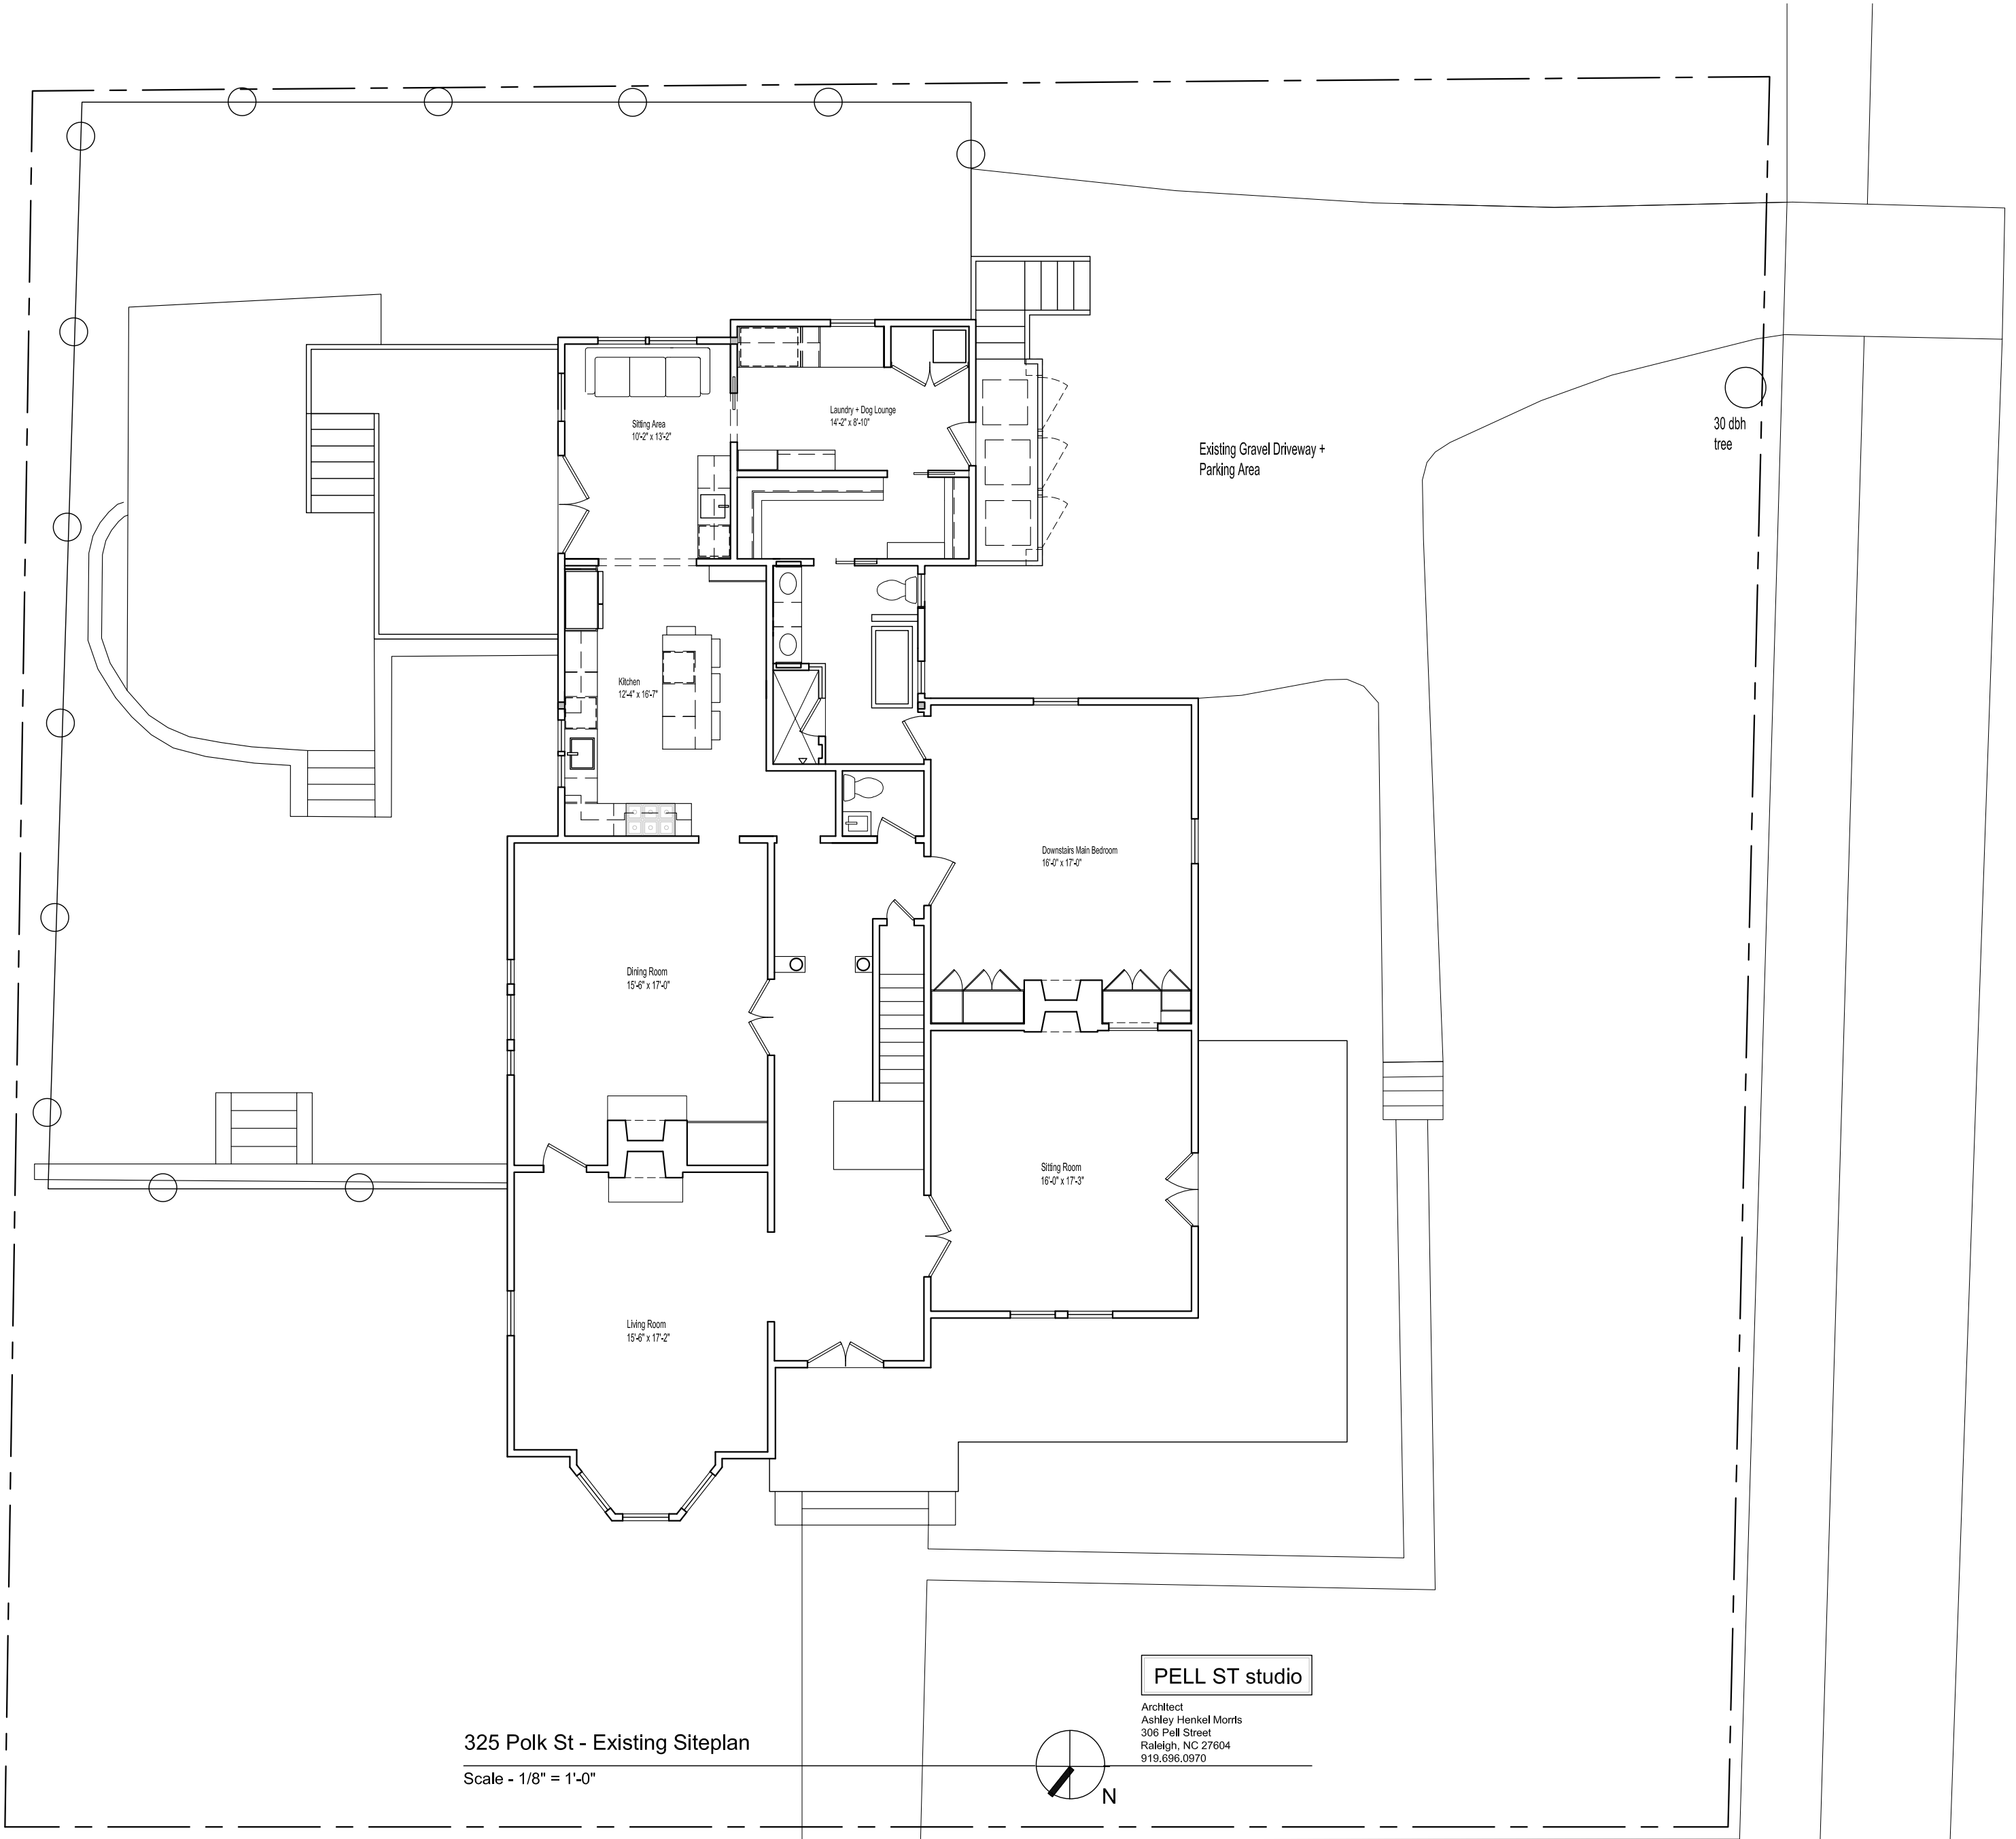 30 dbh
tree
Laundry + Dog Lounge
14'-2" x 8'-10"
Sitting Area
10'-2" x 13'-2"
Existing Gravel Driveway +
Parking Area
Kitchen
12'-4" x 16'-7"
Downstairs Main Bedroom
16'-0" x 17'-0"
Dining Room
15'-6" x 17'-0"
Sitting Room
16'-0" x 17'-3"
Living Room
15'-6" x 17'-2"
PELL ST studio
Architect
Ashley Henkel Morris
306 Pell Street
Raleigh, NC 27604
919.696.0970
325 Polk St - Existing Siteplan
Scale - 1/8" = 1'-0"
N